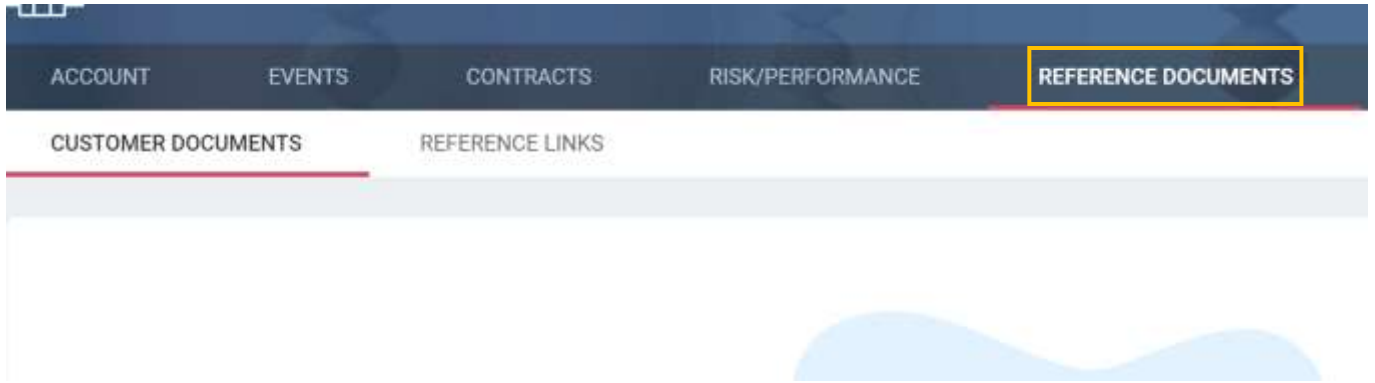 ACCOUNT EVENTS CONTRACTS RISK/PERFORMANCE REFERENCE DOCUMENTS
CUSTOMER DOCUMENTS REFERENCE LINKS